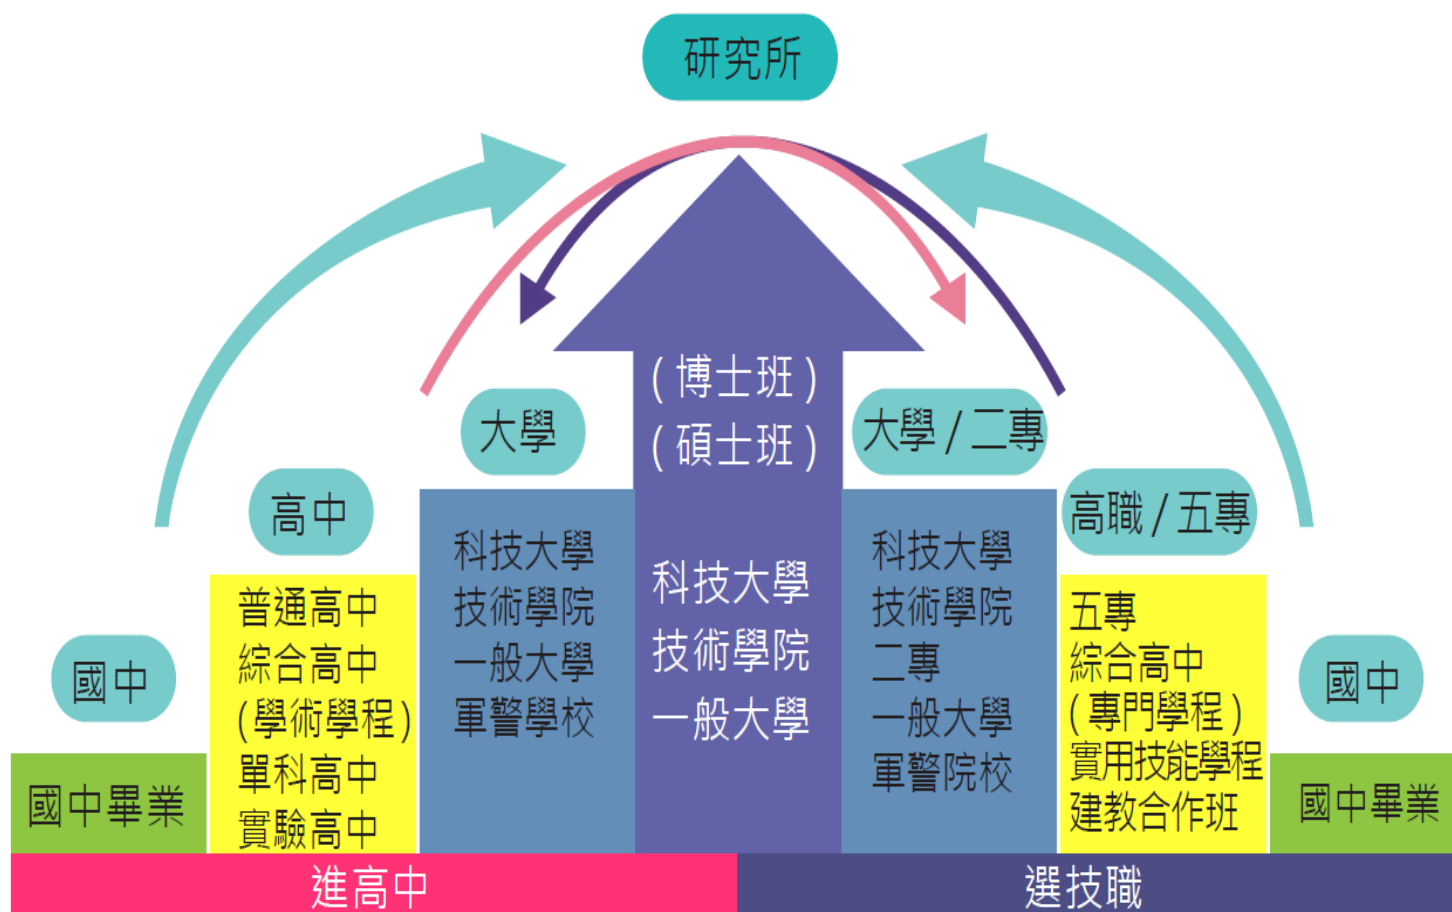 研究所
國中
國中畢業
高中
普通高中
綜合高中
(學術學程)
單科高中
實驗高中
大學
科技大學
技術學院
一般大學
軍警學校
(博士班)
(碩士班)
科技大學
技術學院
一般大學
大學/二專
科技大學
技術學院
二專
一般大學
軍警院校
高職/五專
五專
綜合高中
(專門學程)
實用技能學程
建教合作班
國中
國中畢業
進高中
選技職